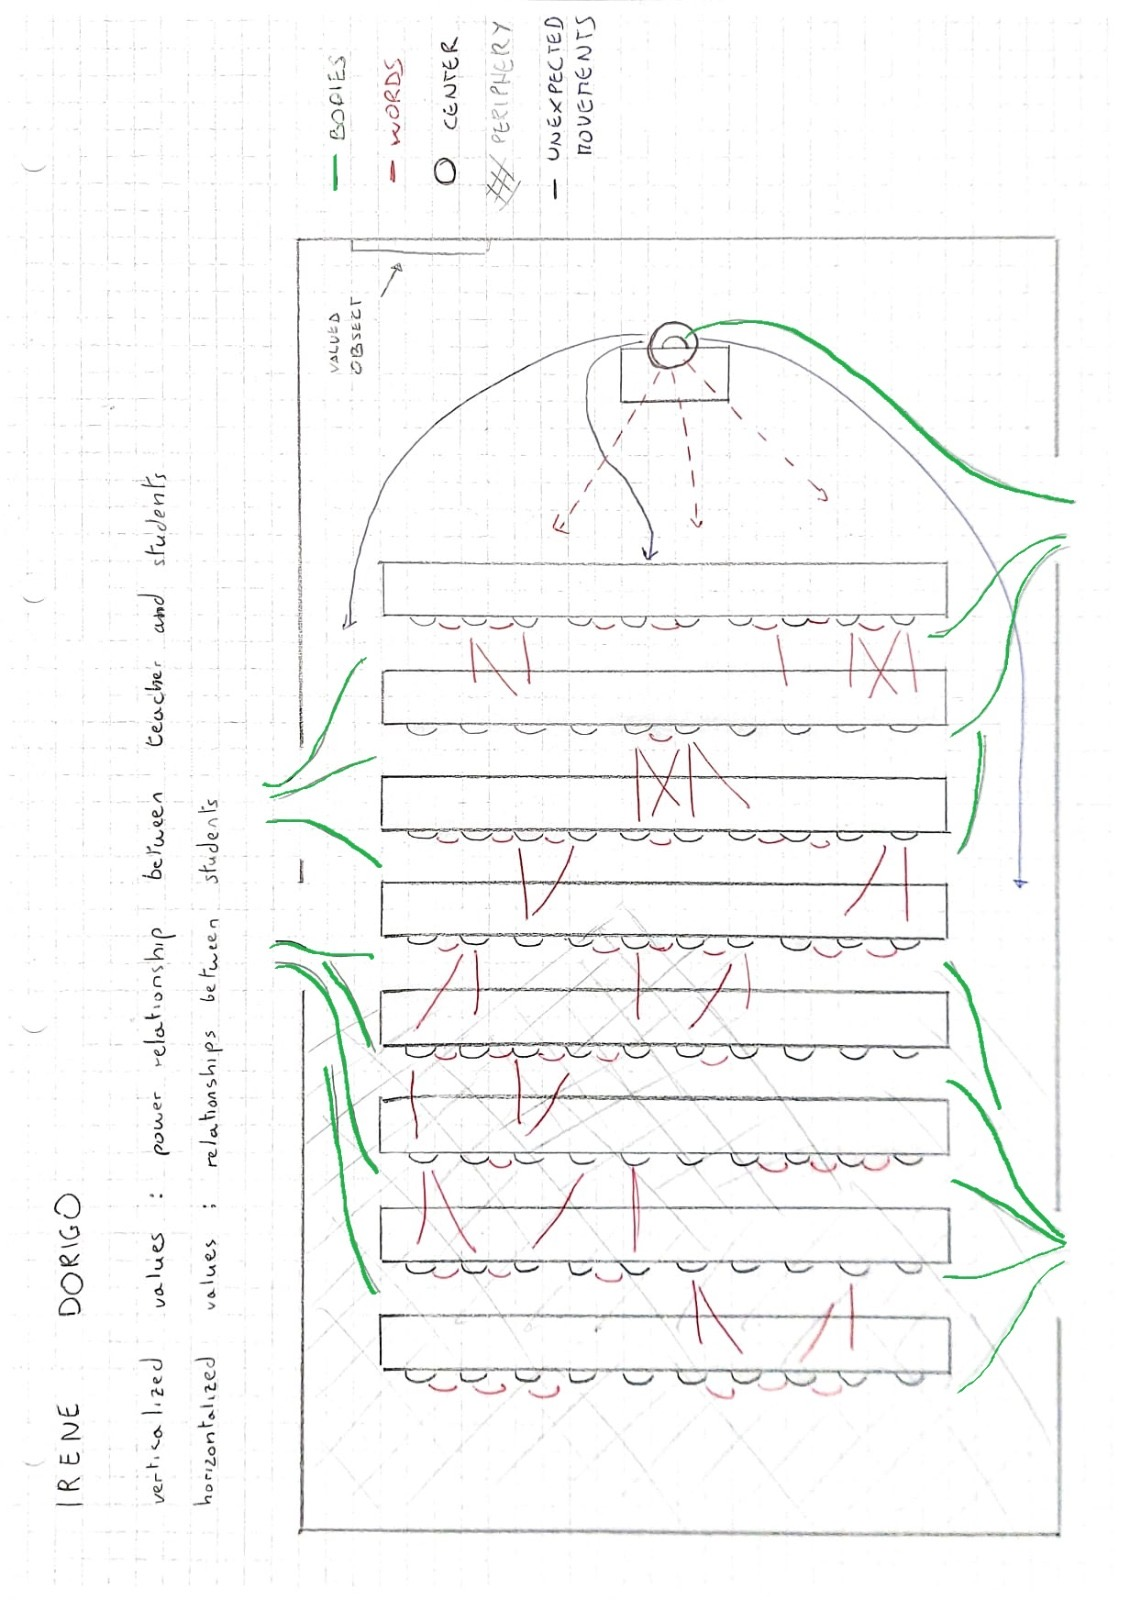 IRENE DORIGO
verticalized values : power relationship between teacher and students
horizontalized values ; relationships between students
VALUED
OBJECT
BODIES
WORDS
CENTER
PERIPHERY
UNEXPECTED
MOVEMENTS